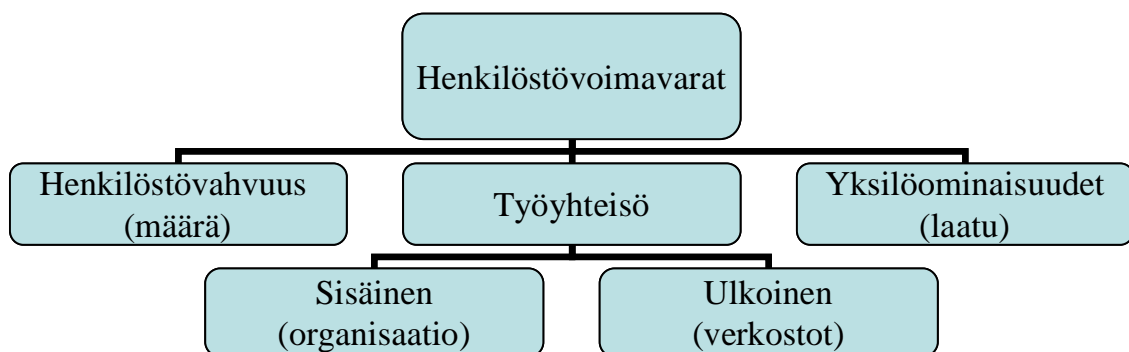 Henkilöstövoimavarat
Henkilöstövahvuus
(määrä)
Työyhteisö
Yksilöominaisuudet
(laatu)
Sisäinen
(organisaatio)
Ulkoinen
(verkostot)